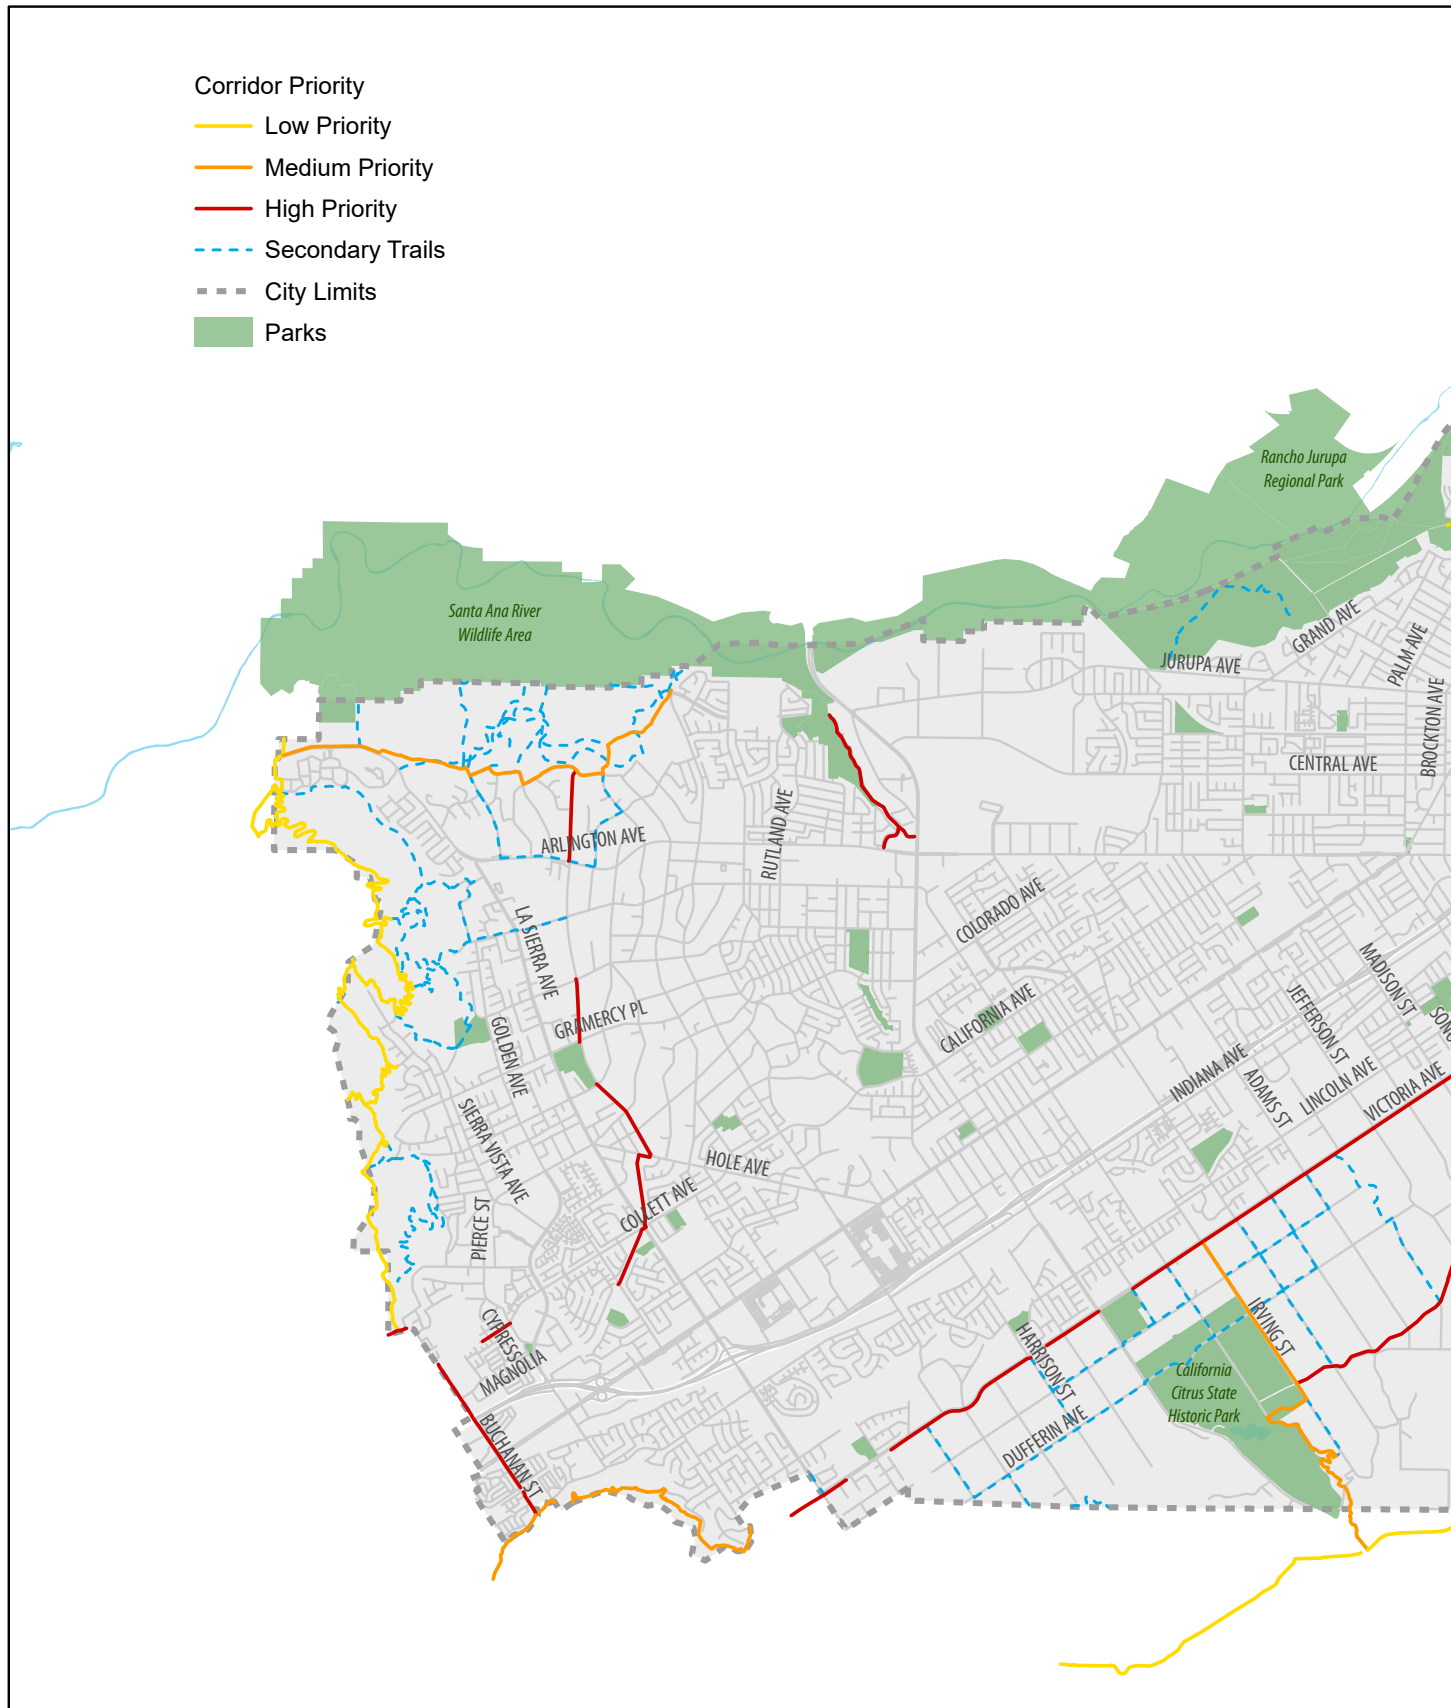 Corridor Priority
Low Priority
Medium Priority
High Priority
Secondary Trails
City Limits
Parks
Rancho Jurupa
Regional Park
Santa Ana River
Wildlife Area
GRAND AVE
JURUPA AVE
PALM AVE
BROCKTON AVE
CENTRAL AVE
RUTLAND AVE
ARLINGTON AVE
COLORADO AVE
LA SIERRA AVE
MADISON ST
JEFFERSON ST
SONO
GRAMERCY PL
GOLDEN AVE
CALIFORNIA AVE
INDIANA AVE
ADAMS ST
LINCOLN AVE
VICTORIA AVE
SIERRA VISTA AVE
HOLE AVE
COLLETT AVE
PIERCE ST
CYPRESS
MAGNOLIA
HARRISON ST
IRVING ST
California
Citrus State
Historic Park
BUCHANAN ST
DUFFERIN AVE